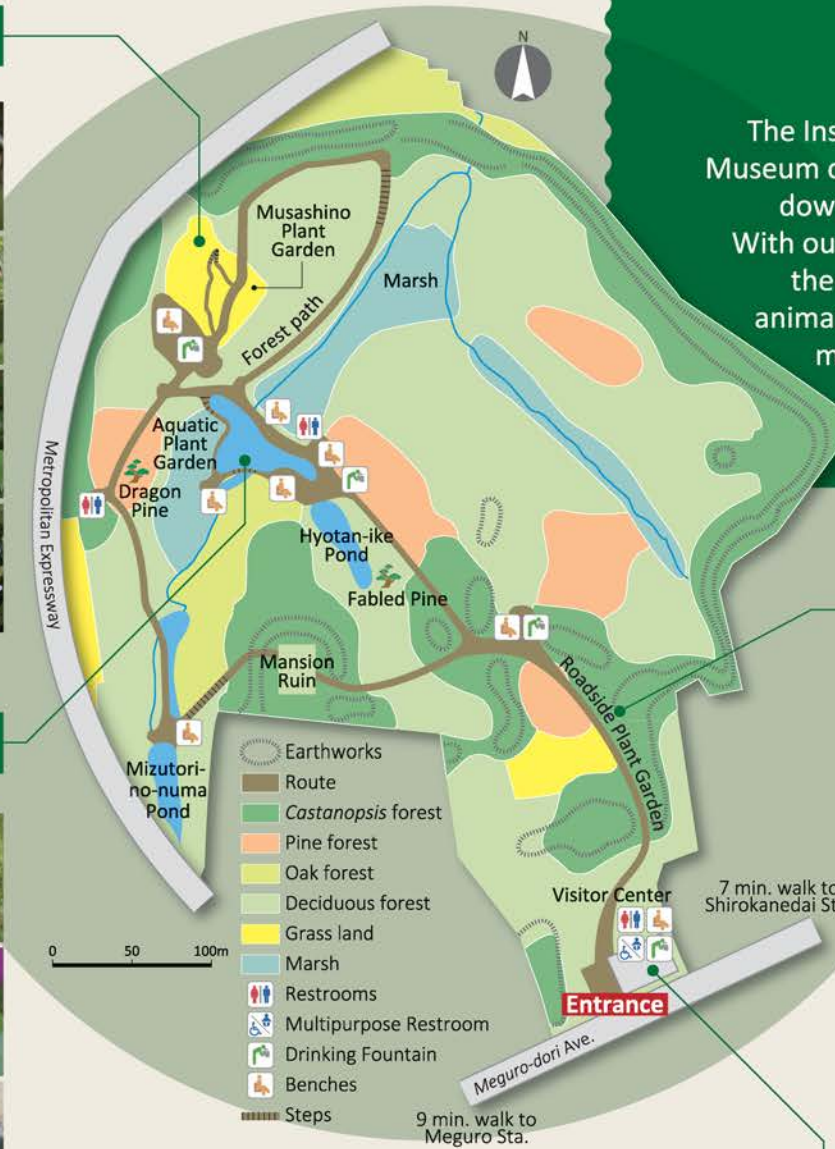 N
The Ins
Museum o
dow
With ou
the
anima
m
Musashino
Plant
Garden
Marsh
Forest path
Metropolitan Expressway
Aquatic
Plant
Garden
Dragon
Pine
Hyotan-ike
Pond
Fabled Pine
Mansion
Ruin
Roadside Plant Garden
Mizutori-
no-numa
Pond
Earthworks
Route
Castanopsis forest
Pine forest
Oak forest
Deciduous forest
Grass land
Marsh
Restrooms
Multipurpose Restroom
Drinking Fountain
Benches
Steps
0 50 100m
Visitor Center
7 min. walk to
Shirokanedai St
Entrance
Meguro-dori Ave.
9 min. walk to
Meguro Sta.